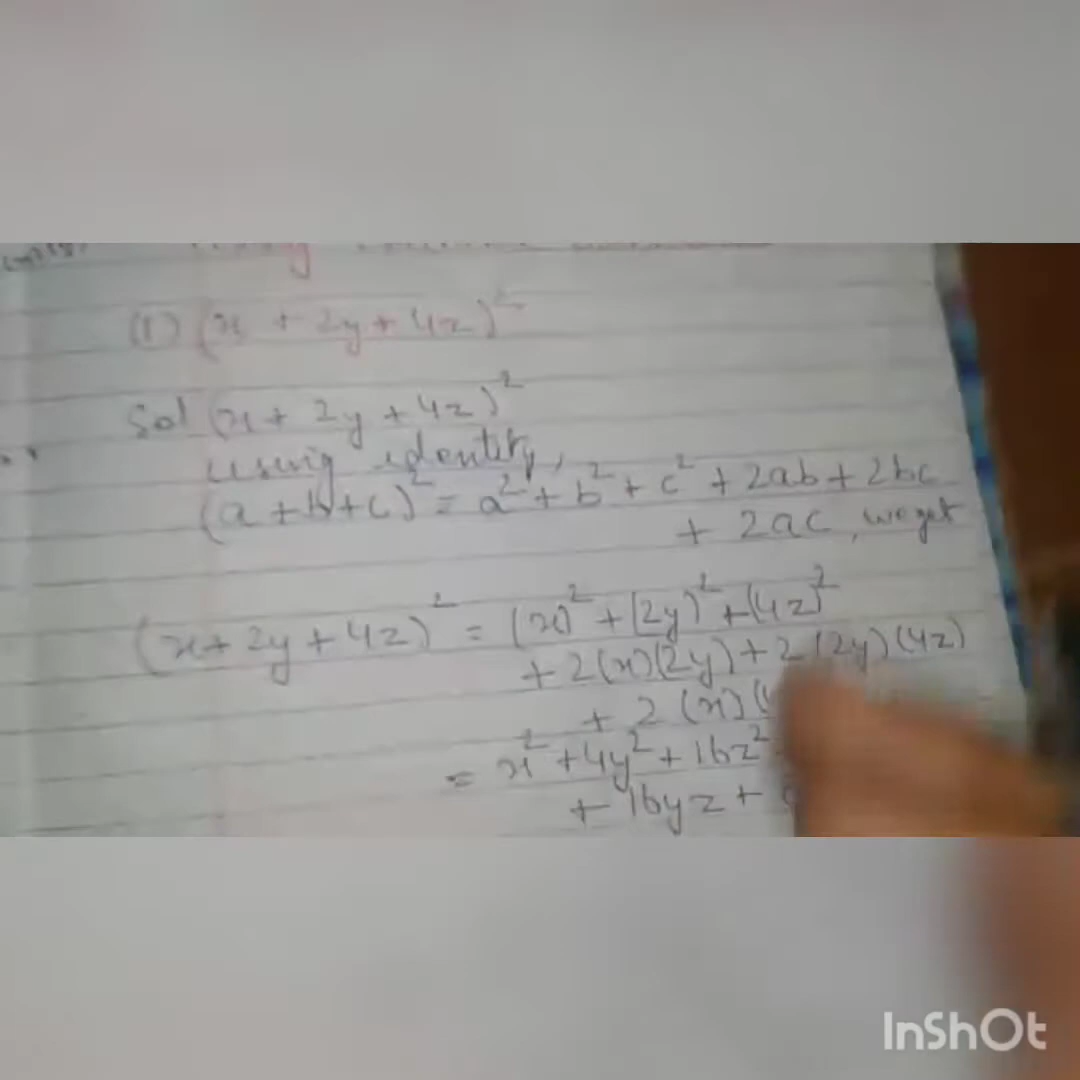 (1) (x + 2y + 4z)²
Sol (x + 2y + 4z)²
using identity,
(a + b + c)² = a² + b² + c² + 2ab + 2bc
+ 2ac, we get
(x + 2y + 4z)² = (x)² + (2y)² + (4z)²
+ 2(x)(2y) + 2(2y)(4z)
+ 2(x)(
= x² + 4y² + 16z²
+ 16yz +
InShOt